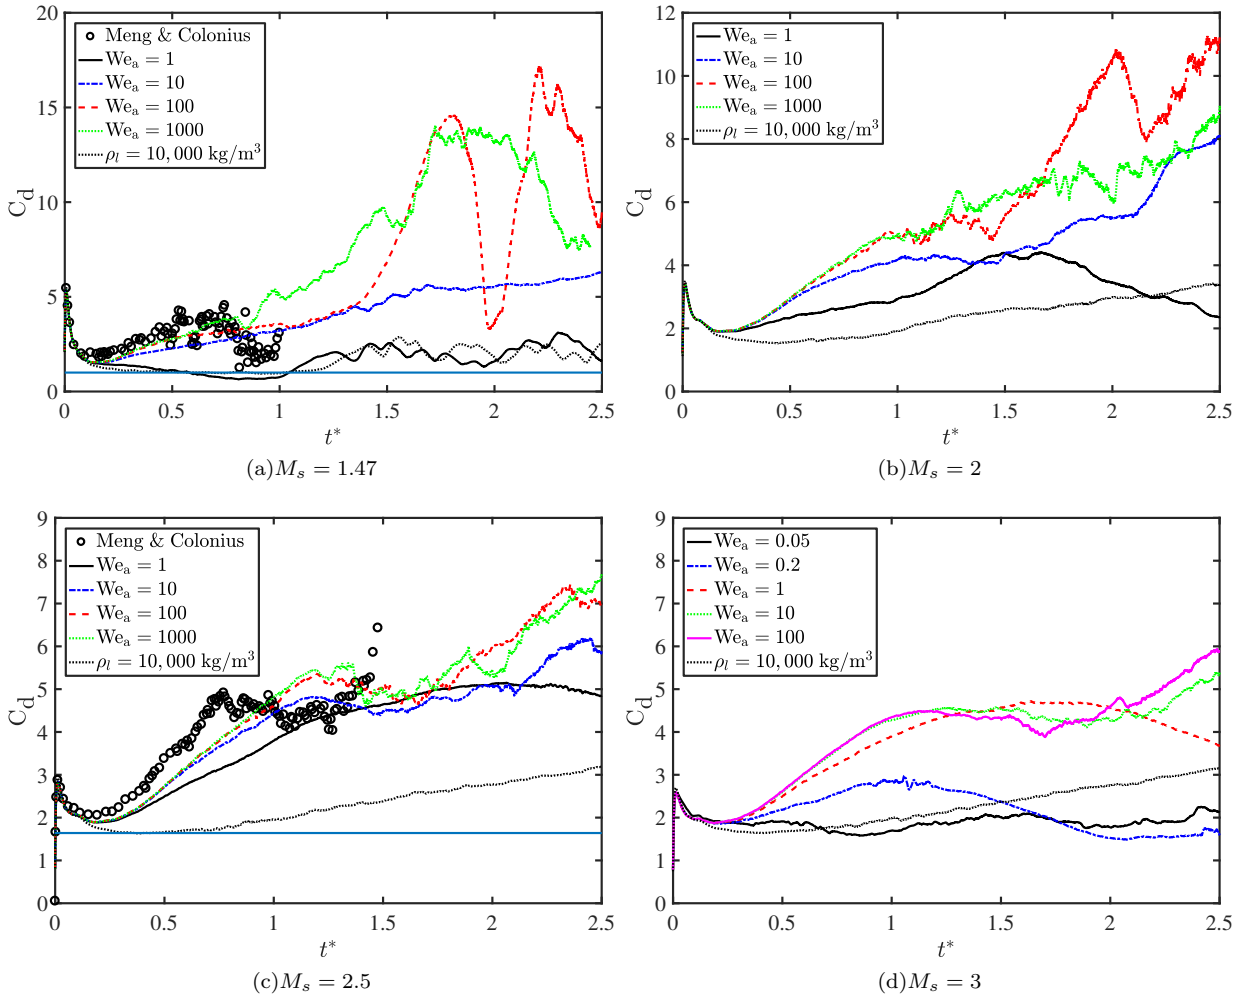 20
15
10
5
0
C_d
Meng & Colonius
We_a = 1
We_a = 10
We_a = 100
We_a = 1000
ρ_l = 10,000 kg/m³
0 0.5 1 1.5 2 2.5
t*
(a)M_s = 1.47
12
10
8
6
4
2
0
C_d
We_a = 1
We_a = 10
We_a = 100
We_a = 1000
ρ_l = 10,000 kg/m³
0 0.5 1 1.5 2 2.5
t*
(b)M_s = 2
9
8
7
6
5
4
3
2
1
0
C_d
Meng & Colonius
We_a = 1
We_a = 10
We_a = 100
We_a = 1000
ρ_l = 10,000 kg/m³
0 0.5 1 1.5 2 2.5
t*
(c)M_s = 2.5
9
8
7
6
5
4
3
2
1
0
C_d
We_a = 0.05
We_a = 0.2
We_a = 1
We_a = 10
We_a = 100
ρ_l = 10,000 kg/m³
0 0.5 1 1.5 2 2.5
t*
(d)M_s = 3